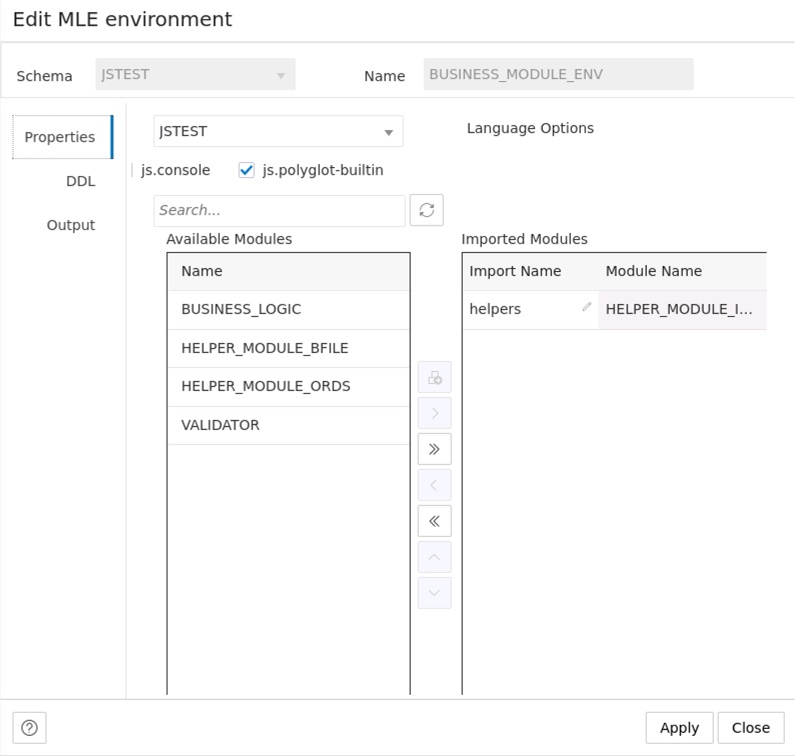 Edit MLE environment
Schema JSTEST Name BUSINESS_MODULE_ENV
Properties
DDL
Output
JSTEST
Language Options
js.console js.polyglot-builtin
Search...
Available Modules
Name
BUSINESS_LOGIC
HELPER_MODULE_BFILE
HELPER_MODULE_ORDS
VALIDATOR
Imported Modules
Import Name Module Name
helpers HELPER_MODULE_I...
Apply Close